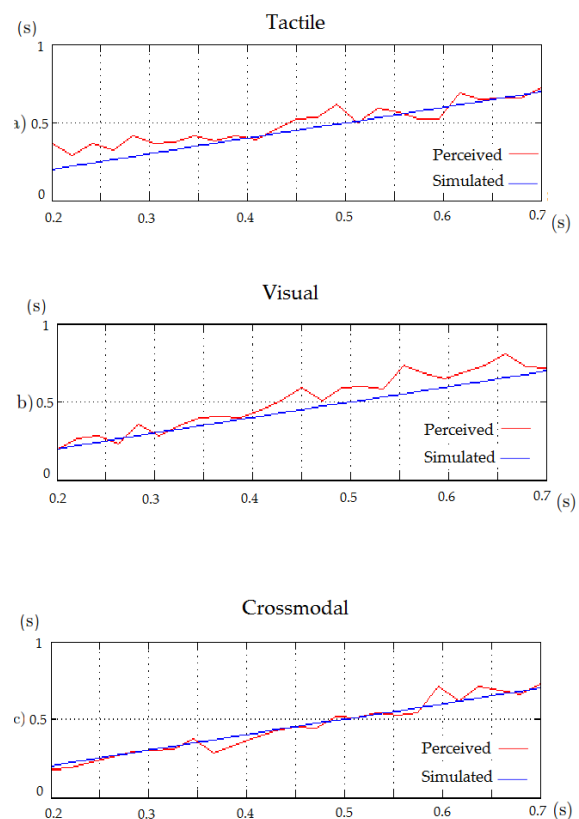 Tactile
(s)
1
a) 0.5
Perceived
Simulated
0
0.2 0.3 0.4 0.5 0.6 0.7 (s)
Visual
(s)
1
b) 0.5
Perceived
Simulated
0
0.2 0.3 0.4 0.5 0.6 0.7 (s)
Crossmodal
(s)
1
c) 0.5
Perceived
Simulated
0
0.2 0.3 0.4 0.5 0.6 0.7 (s)